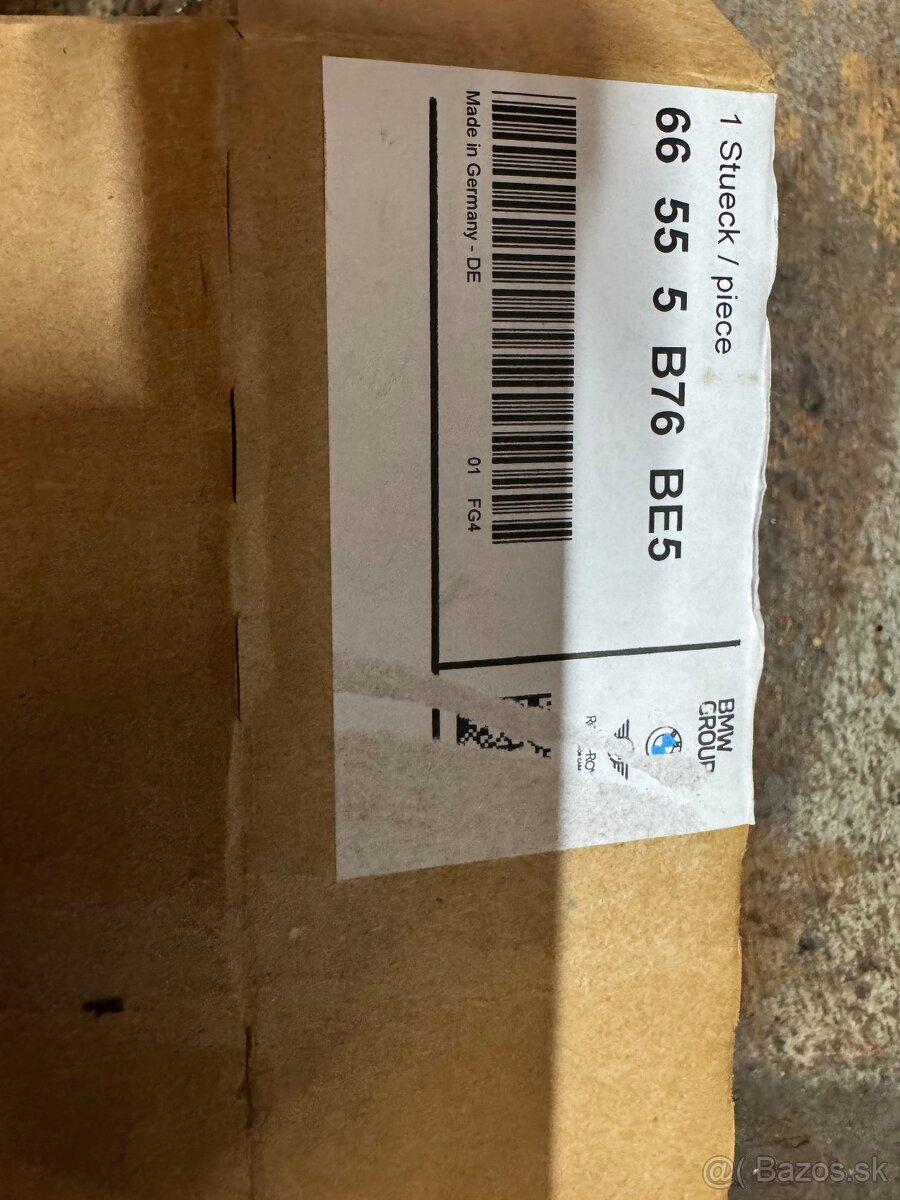 1 Stueck / piece
66 55 5 B76 BE5
Made in Germany - DE
01 FG4
BMW
GROUP
@( Bazos.sk